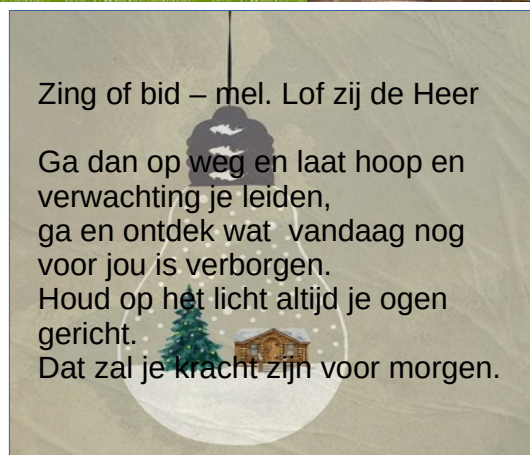 Zing of bid – mel. Lof zij de Heer
Ga dan op weg en laat hoop en
verwachting je leiden,
ga en ontdek wat  vandaag nog
voor jou is verborgen.
Houd op het licht altijd je ogen
gericht.
Dat zal je kracht zijn voor morgen.